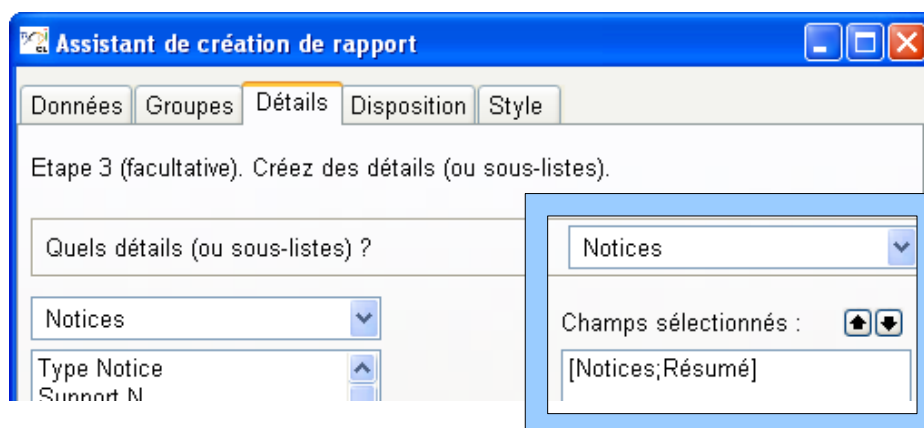 Assistant de création de rapport
Données Groupes Détails Disposition Style
Etape 3 (facultative). Créez des détails (ou sous-listes).
Quels détails (ou sous-listes) ?
Notices
Notices
Champs sélectionnés :
Type Notice
[Notices;Résumé]
Support N